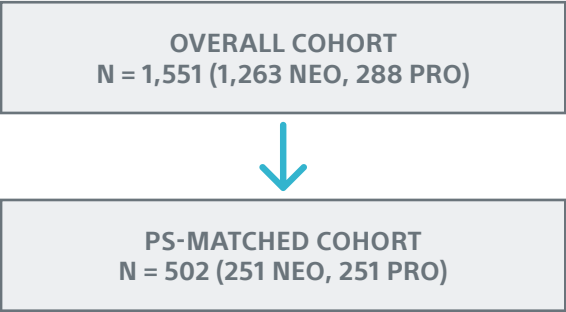 OVERALL COHORT
N = 1,551 (1,263 NEO, 288 PRO)
PS-MATCHED COHORT
N = 502 (251 NEO, 251 PRO)